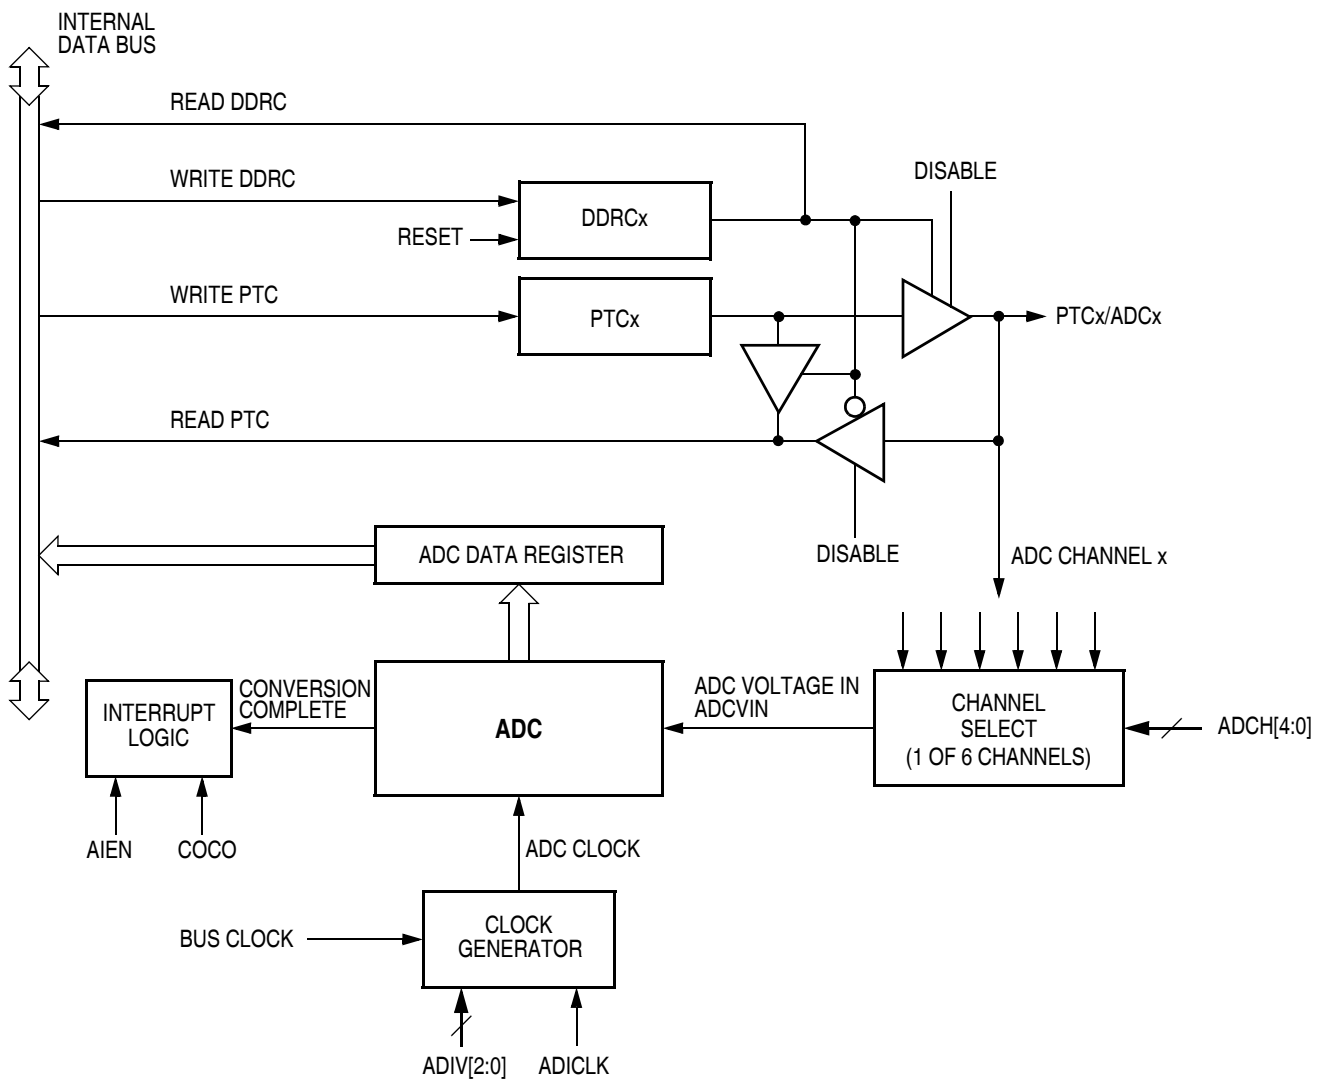 INTERNAL
DATA BUS
READ DDRC
WRITE DDRC
DISABLE
DDRCx
RESET
WRITE PTC
PTCx
PTCx/ADCx
READ PTC
DISABLE
ADC CHANNEL x
ADC DATA REGISTER
CONVERSION
COMPLETE
INTERRUPT
LOGIC
ADC
ADC VOLTAGE IN
ADCVIN
CHANNEL
SELECT
(1 OF 6 CHANNELS)
ADCH[4:0]
AIEN
COCO
ADC CLOCK
BUS CLOCK
CLOCK
GENERATOR
ADIV[2:0]
ADICLK